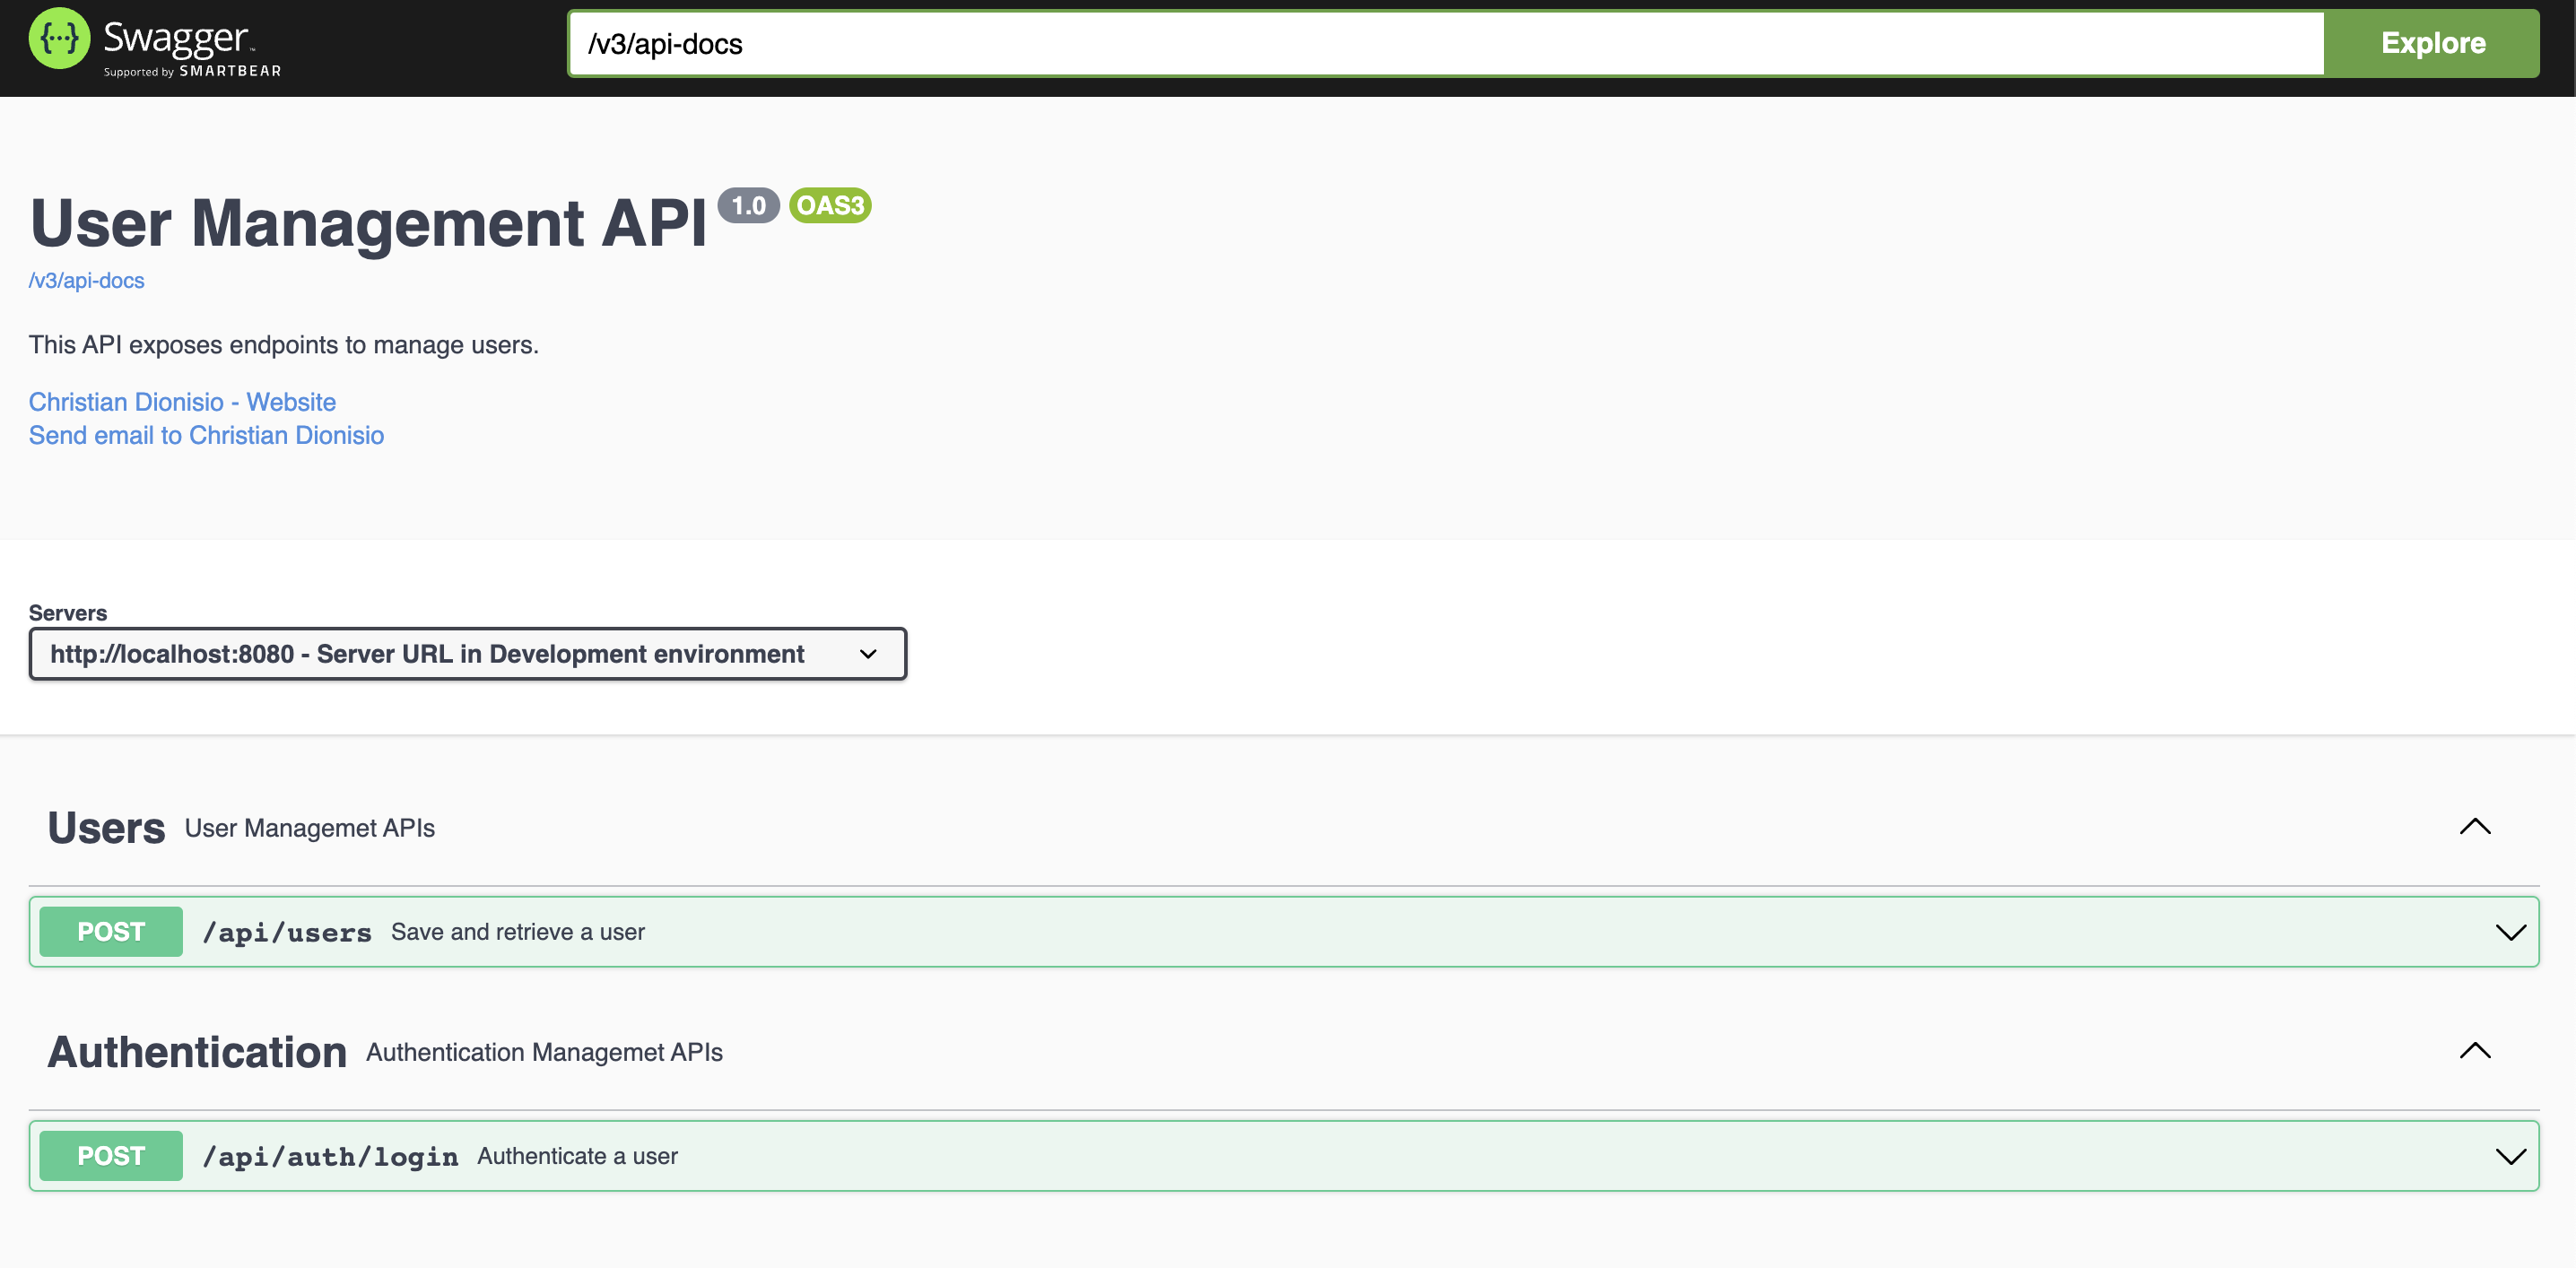 {···} Swagger™
Supported by SMARTBEAR
/v3/api-docs
Explore
User Management API 1.0 OAS3
/v3/api-docs
This API exposes endpoints to manage users.
Christian Dionisio - Website
Send email to Christian Dionisio
Servers
http://localhost:8080 - Server URL in Development environment
Users User Managemet APIs
POST /api/users Save and retrieve a user
Authentication Authentication Managemet APIs
POST /api/auth/login Authenticate a user